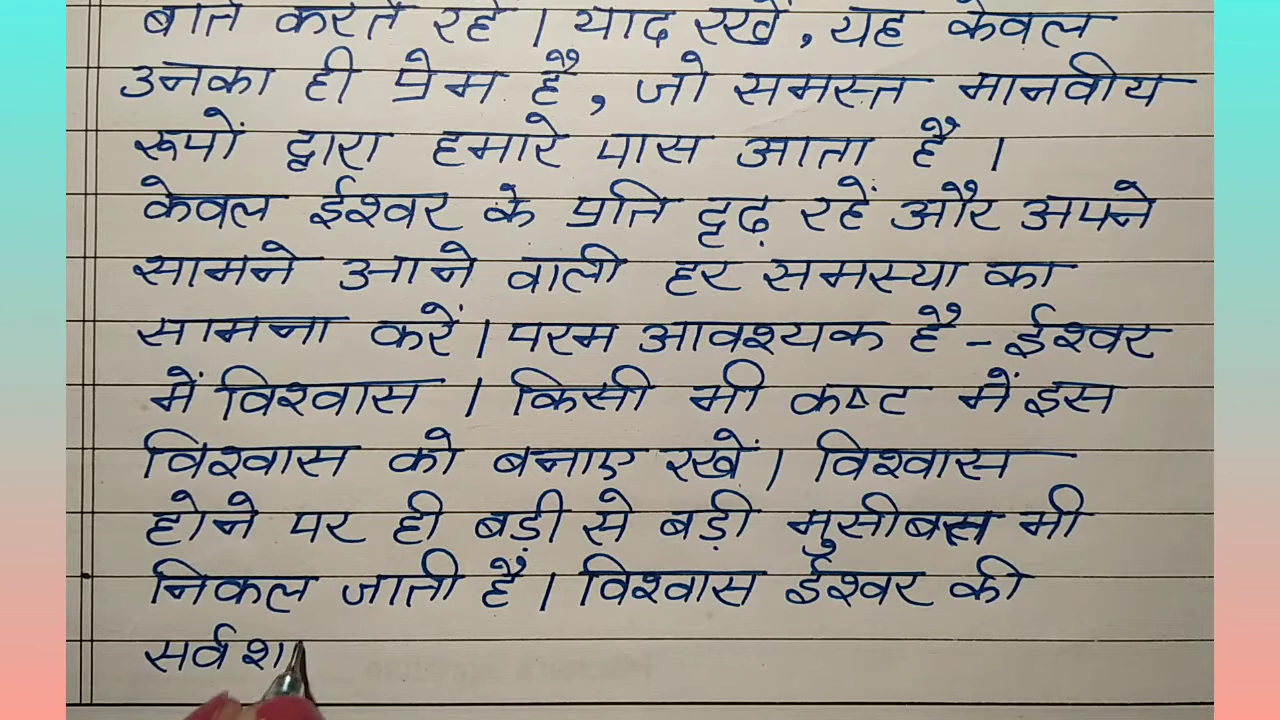 बात करते रहें । याद रखें, यह केवल
उनका ही प्रेम है, जो समस्त मानवीय
रूपों द्वारा हमारे पास आता है ।
केवल ईश्वर के प्रति दृढ़ रहें और अपने
सामने आने वाली हर समस्या का
सामना करें । परम आवश्यक है - ईश्वर
में विश्वास । किसी भी कष्ट में इस
विश्वास को बनाए रखें । विश्वास
होने पर ही बड़ी से बड़ी भी
निकल जाती है । विश्वास ईश्वर की
सर्वश